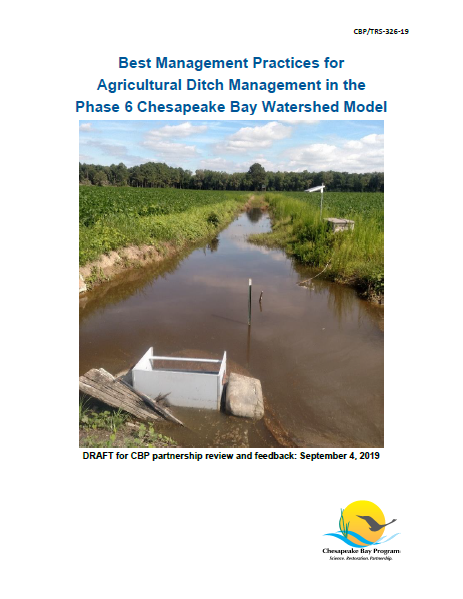 CBP/TRS-326-19
Best Management Practices for
Agricultural Ditch Management in the
Phase 6 Chesapeake Bay Watershed Model
DRAFT for CBP partnership review and feedback: September 4, 2019
Chesapeake Bay Program
Science. Restoration. Partnership.